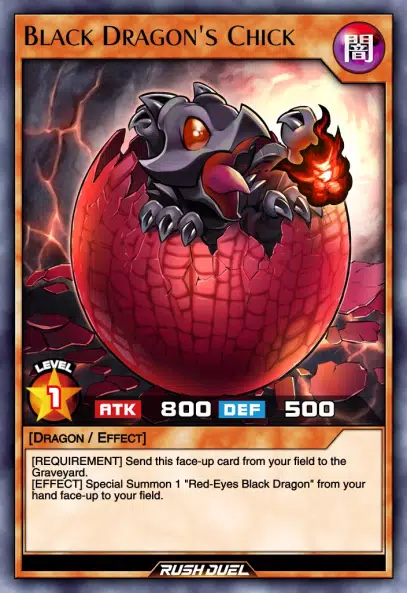 Black Dragon's Chick
闇
LEVEL
1
ATK 800 DEF 500
[Dragon / Effect]
[REQUIREMENT] Send this face-up card from your field to the
Graveyard.
[EFFECT] Special Summon 1 "Red-Eyes Black Dragon" from your
hand face-up to your field.
RUSH DUEL